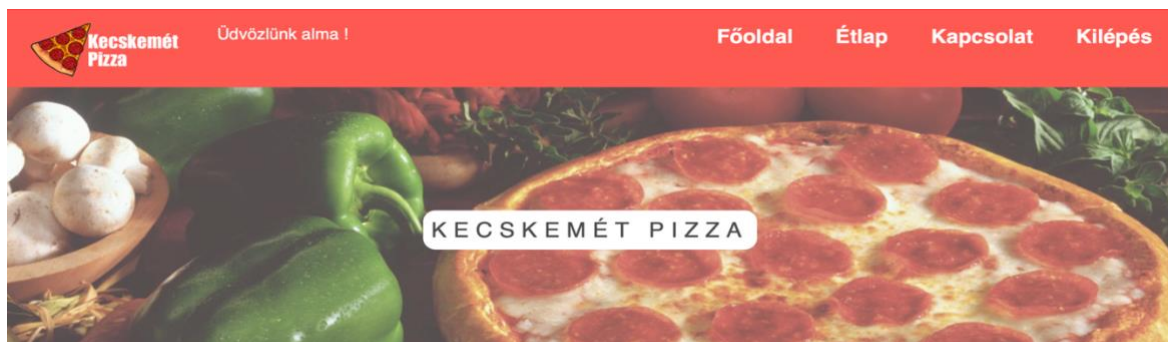 Kecskemét
Pizza
Üdvözlünk alma !
Főoldal Étlap Kapcsolat Kilépés
KECSKEMÉT PIZZA